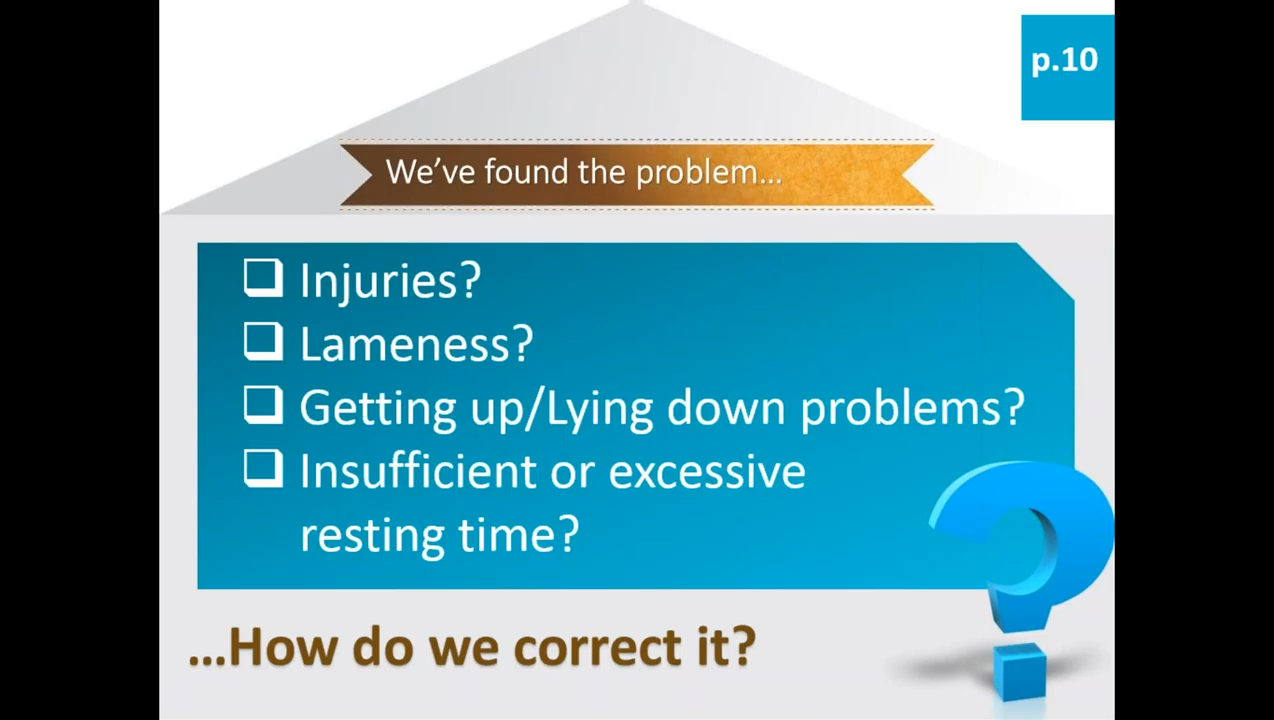 p.10
We've found the problem...
❑ Injuries?
❑ Lameness?
❑ Getting up/Lying down problems?
❑ Insufficient or excessive
resting time?
...How do we correct it?